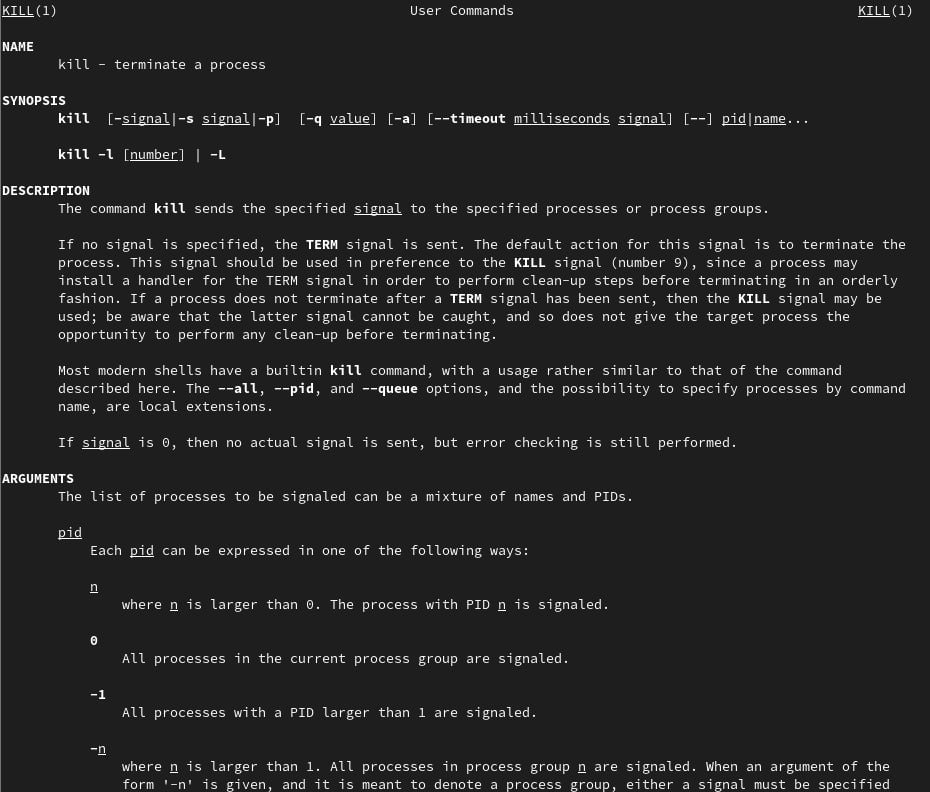 KILL(1) User Commands KILL(1)
NAME
kill - terminate a process
SYNOPSIS
kill [-signal|-s signal|-p] [-q value] [-a] [--timeout milliseconds signal] [--] pid|name...
kill -l [number] | -L
DESCRIPTION
The command kill sends the specified signal to the specified processes or process groups.
If no signal is specified, the TERM signal is sent. The default action for this signal is to terminate the
process. This signal should be used in preference to the KILL signal (number 9), since a process may
install a handler for the TERM signal in order to perform clean-up steps before terminating in an orderly
fashion. If a process does not terminate after a TERM signal has been sent, then the KILL signal may be
used; be aware that the latter signal cannot be caught, and so does not give the target process the
opportunity to perform any clean-up before terminating.
Most modern shells have a builtin kill command, with a usage rather similar to that of the command
described here. The --all, --pid, and --queue options, and the possibility to specify processes by command
name, are local extensions.
If signal is 0, then no actual signal is sent, but error checking is still performed.
ARGUMENTS
The list of processes to be signaled can be a mixture of names and PIDs.
pid
Each pid can be expressed in one of the following ways:
n
where n is larger than 0. The process with PID n is signaled.
0
All processes in the current process group are signaled.
-1
All processes with a PID larger than 1 are signaled.
-n
where n is larger than 1. All processes in process group n are signaled. When an argument of the
form '-n' is given, and it is meant to denote a process group, either a signal must be specified